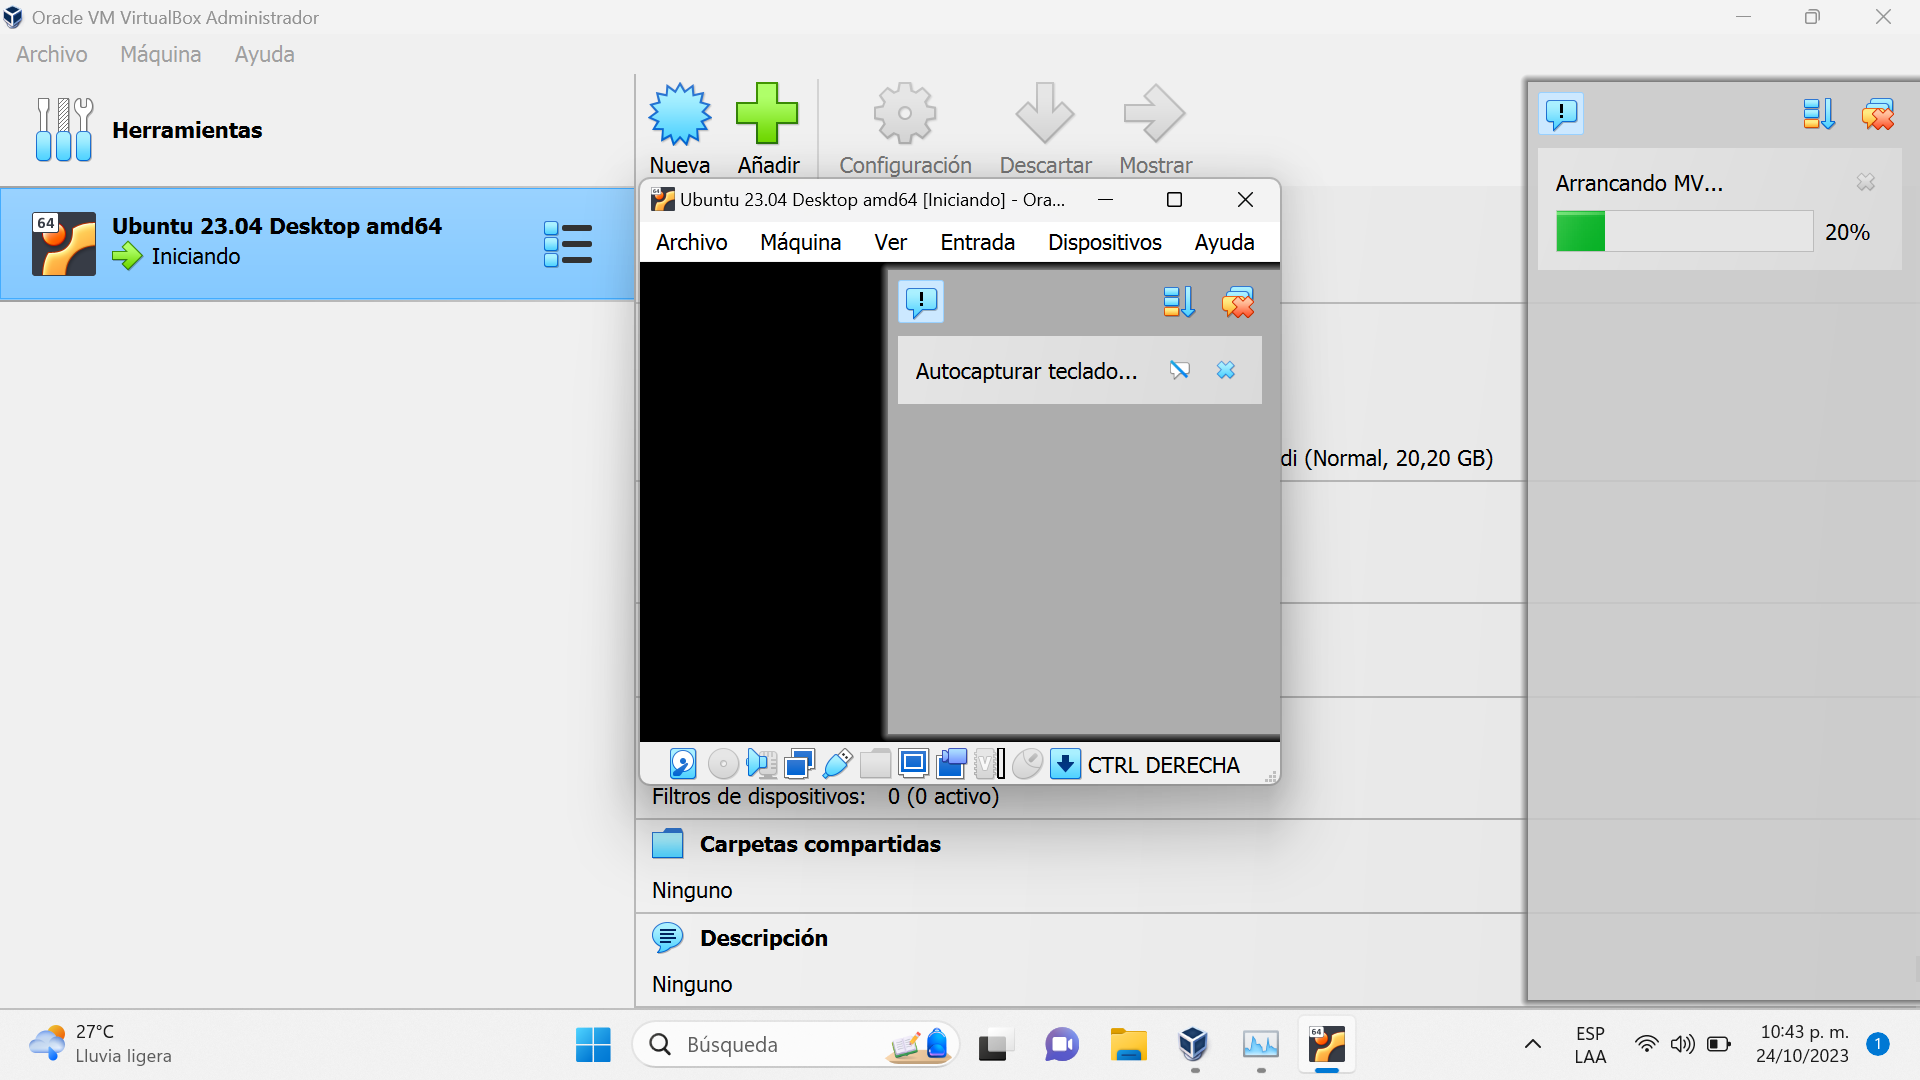 Oracle VM VirtualBox Administrador
Archivo Máquina Ayuda
Herramientas
Nueva Añadir Configuración Descartar Mostrar
64
Ubuntu 23.04 Desktop amd64
Iniciando
64
Ubuntu 23.04 Desktop amd64 [Iniciando] - Ora...
Archivo Máquina Ver Entrada Dispositivos Ayuda
Autocapturar teclado...
CTRL DERECHA
Arrancando MV...
20%
di (Normal, 20,20 GB)
Filtros de dispositivos: 0 (0 activo)
Carpetas compartidas
Ninguno
Descripción
Ninguno
27°C
Lluvia ligera
Búsqueda
64
ESP
LAA
10:43 p. m.
24/10/2023
1